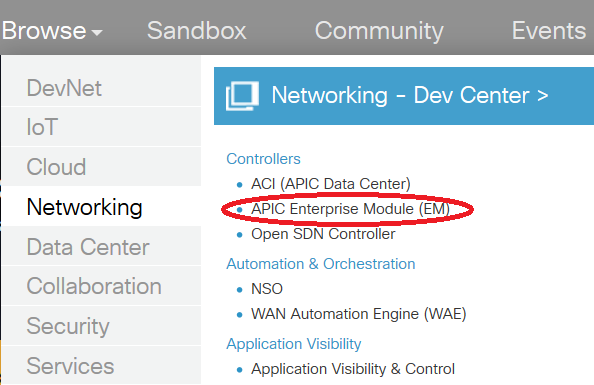 Browse Sandbox Community Events
DevNet
IoT
Cloud
Networking
Data Center
Collaboration
Security
Services
Networking - Dev Center >
Controllers
ACI (APIC Data Center)
APIC Enterprise Module (EM)
Open SDN Controller
Automation & Orchestration
NSO
WAN Automation Engine (WAE)
Application Visibility
Application Visibility & Control